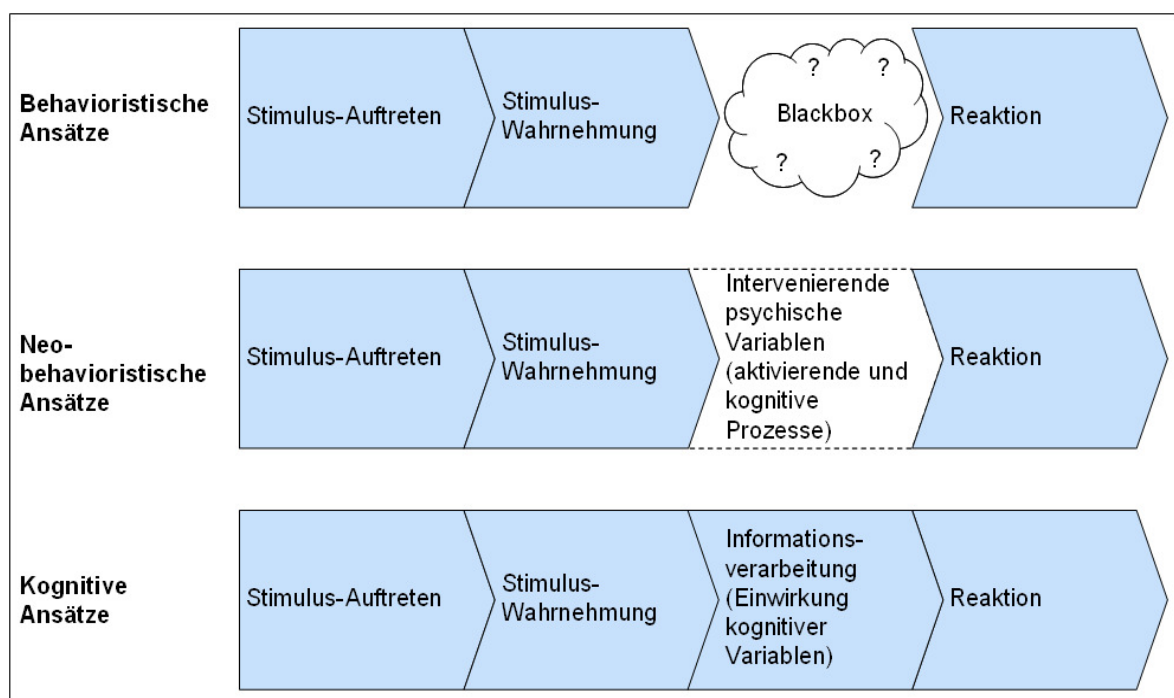 Behavioristische
Ansätze
Stimulus-Auftreten
Stimulus-
Wahrnehmung
? ?
Blackbox
? ?
Reaktion
Neo-
behavioristische
Ansätze
Stimulus-Auftreten
Stimulus-
Wahrnehmung
Intervenierende
psychische
Variablen
(aktivierende und
kognitive
Prozesse)
Reaktion
Kognitive
Ansätze
Stimulus-Auftreten
Stimulus-
Wahrnehmung
Informations-
verarbeitung
(Einwirkung
kognitiver
Variablen)
Reaktion